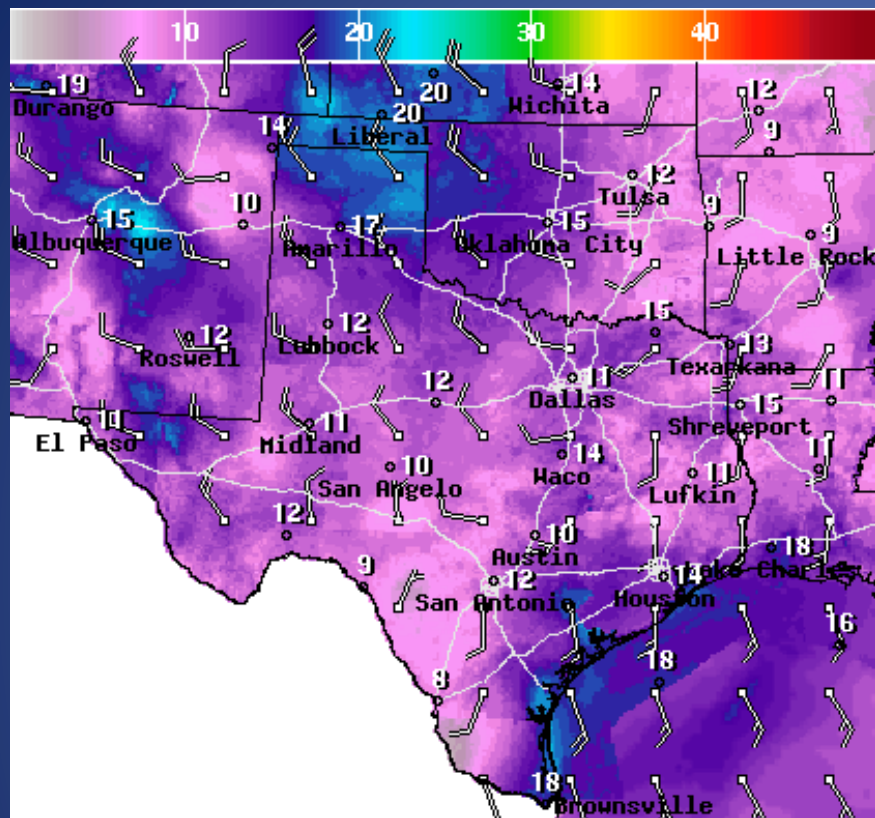 10 20 30 40
19
Durango
20
20
Liberal
14
Wichita
12
9
14
12
Tulsa
15
Albuquerque
10
17
Amarillo
15
Oklahoma City
9
9
Little Rock
12
Roswell
12
Lubbock
15
13
Texarkana
11
Dallas
12
15
Shreveport
11
11
El Paso
11
Midland
14
Waco
10
San Angelo
11
Lufkin
11
12
10
Austin
18
Lake Charles
9
12
San Antonio
14
Houston
16
8
18
18
Brownsville